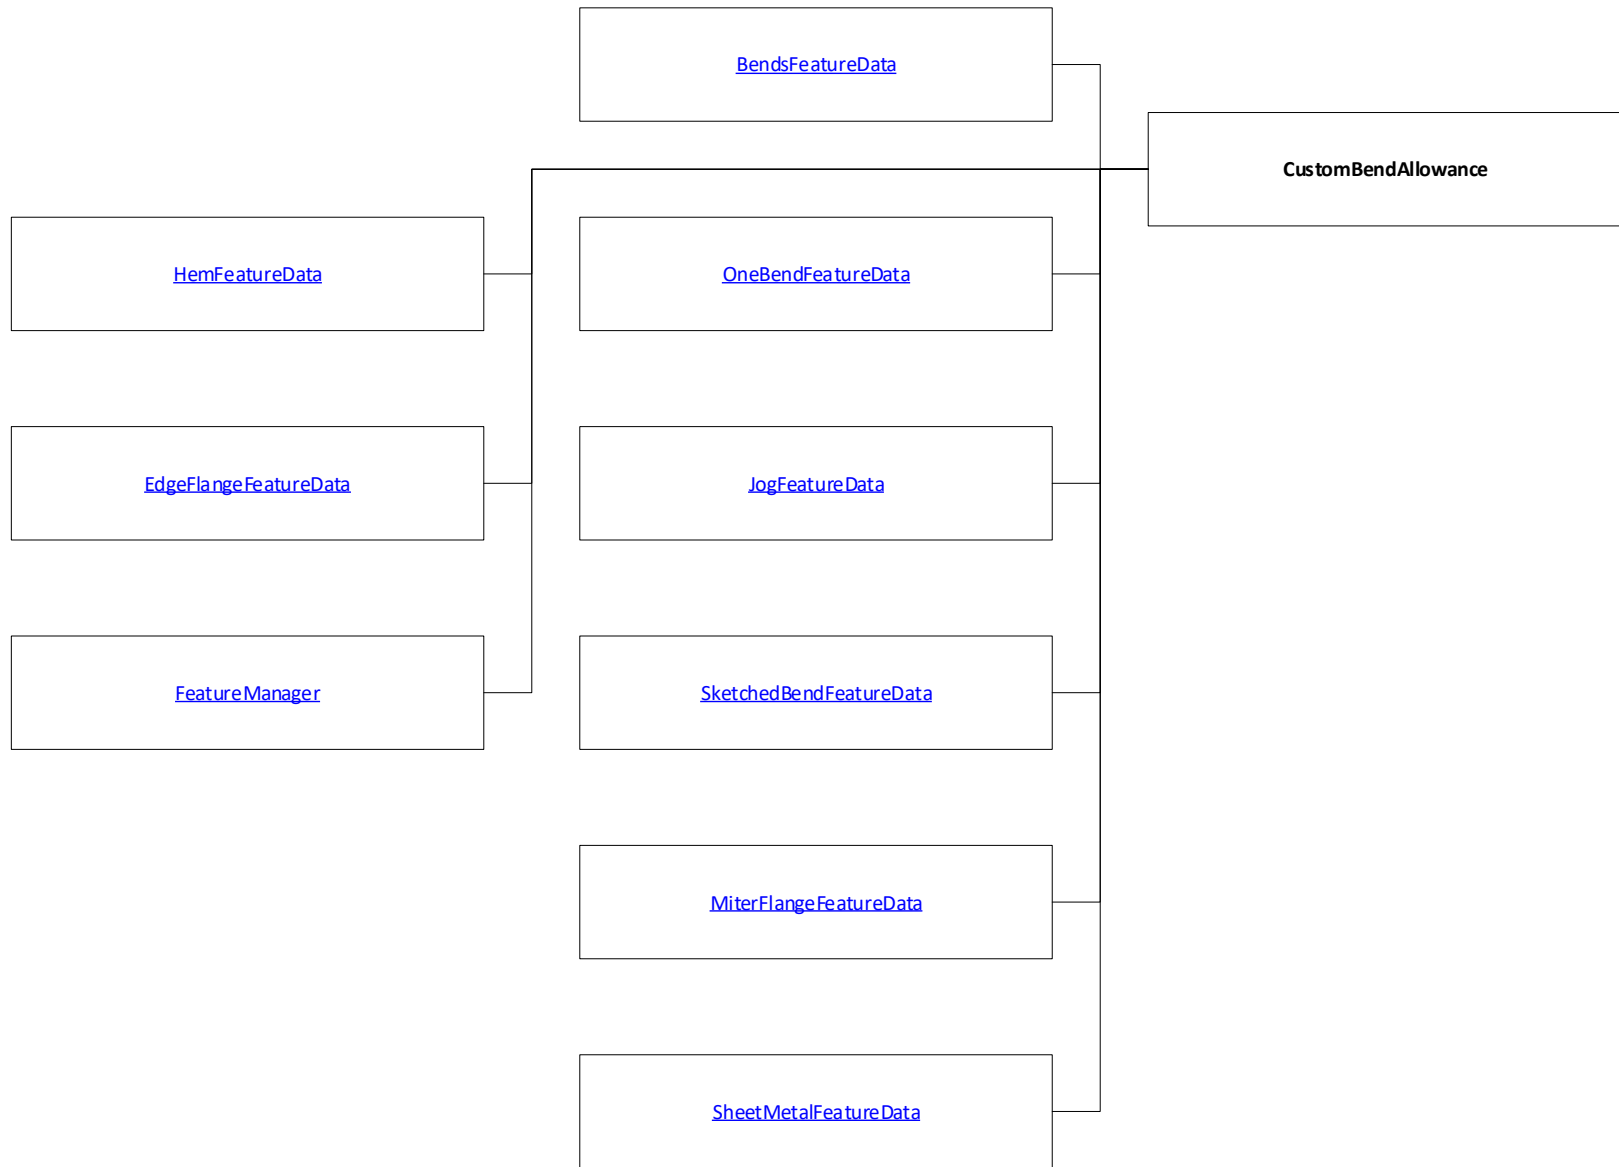 BendsFeatureData
CustomBendAllowance
HemFeatureData
OneBendFeatureData
EdgeFlangeFeatureData
JogFeatureData
FeatureManager
SketchedBendFeatureData
MiterFlangeFeatureData
SheetMetalFeatureData